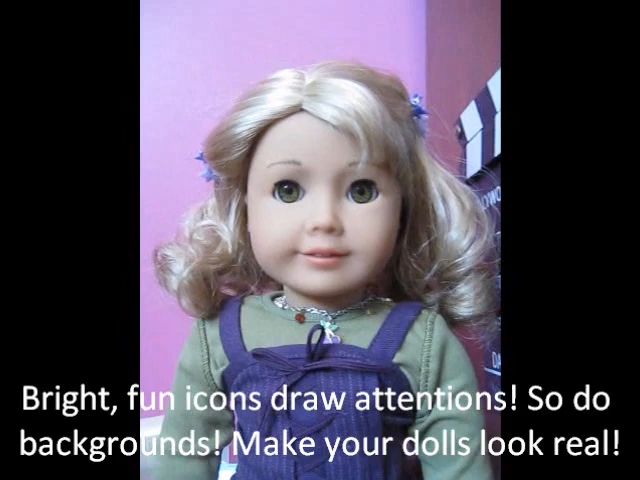 Bright, fun icons draw attentions! So do
backgrounds! Make your dolls look real!